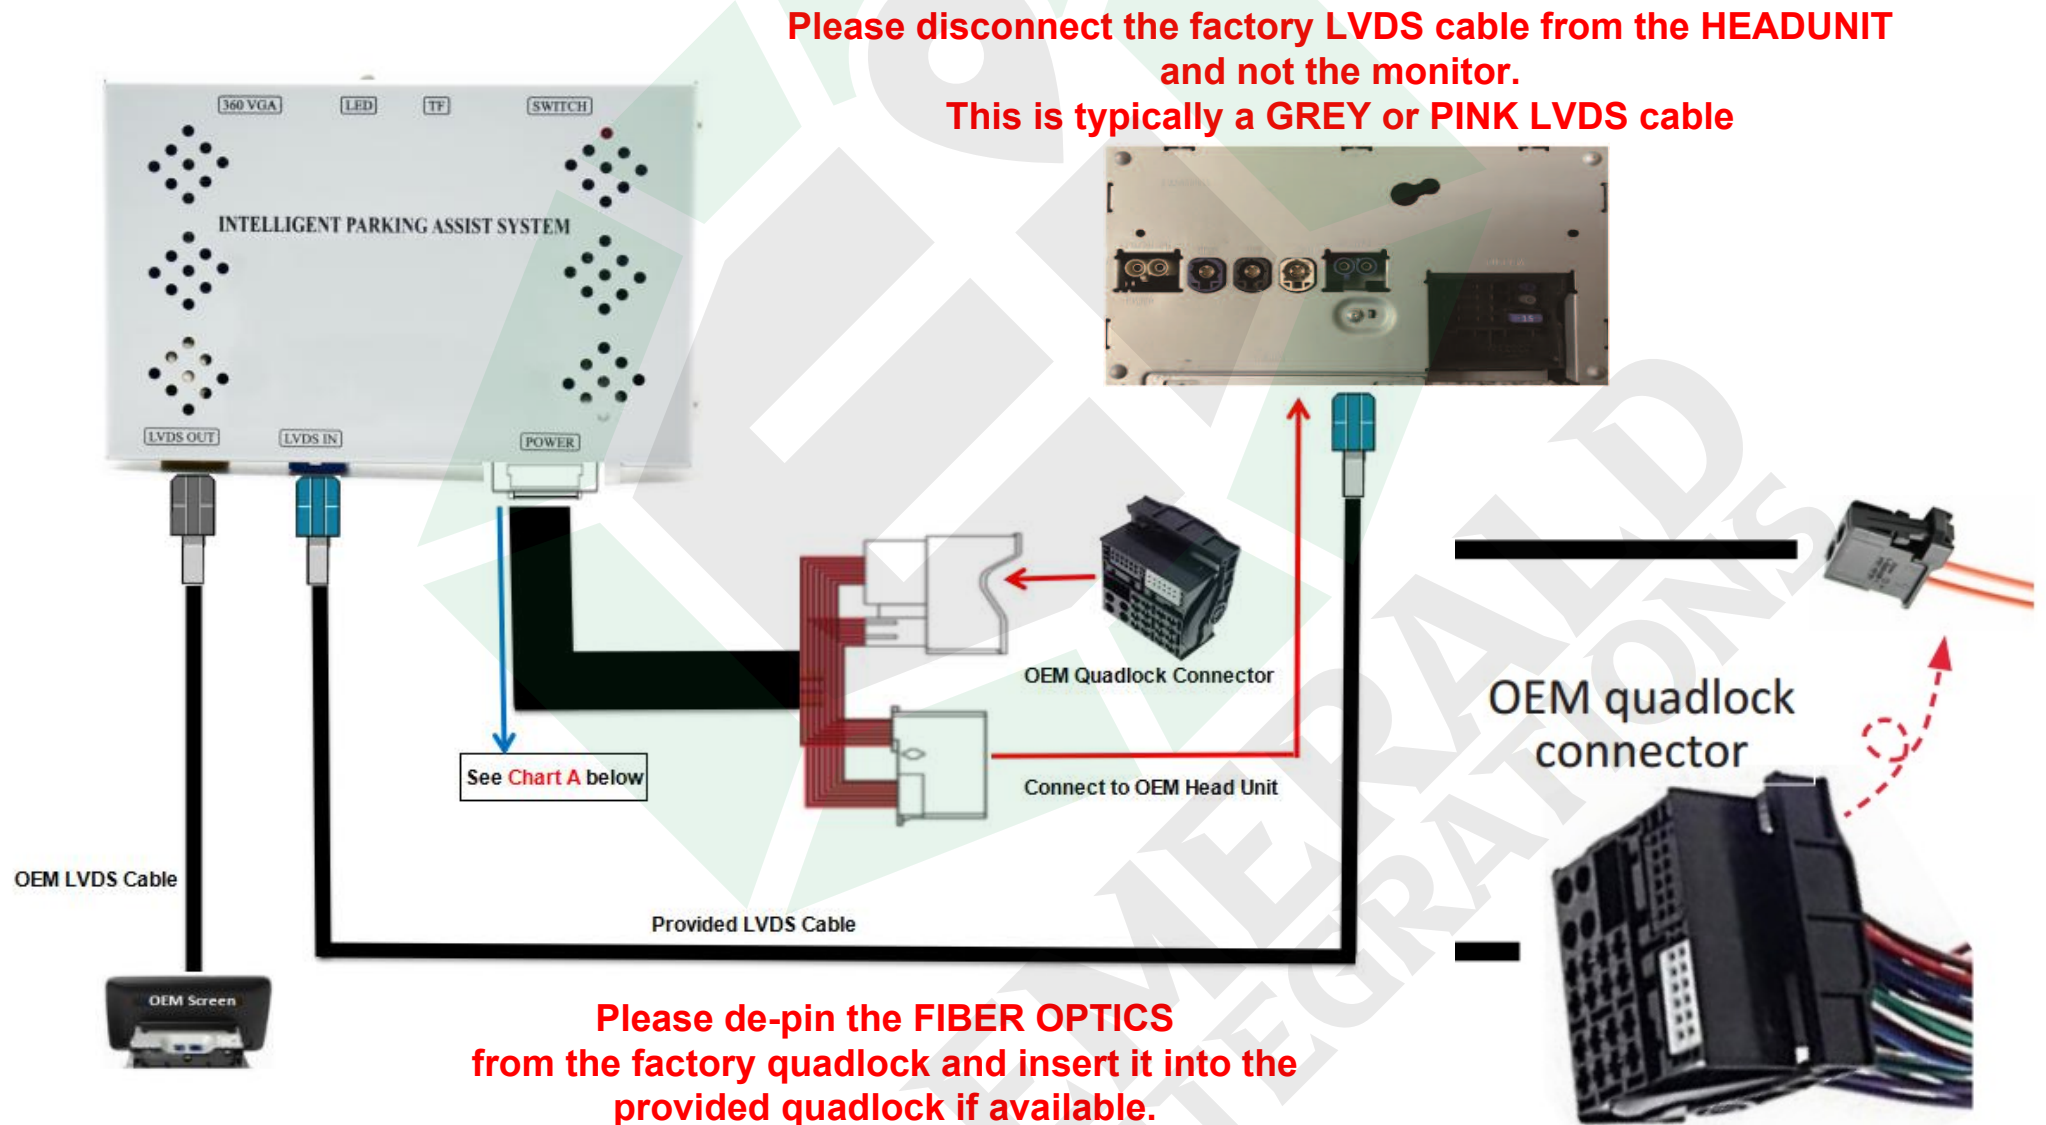 Please disconnect the factory LVDS cable from the HEADUNIT
and not the monitor.
This is typically a GREY or PINK LVDS cable
360 VGA
LED
TF
SWITCH
INTELLIGENT PARKING ASSIST SYSTEM
LVDS OUT
LVDS IN
POWER
OEM Quadlock Connector
See Chart A below
Connect to OEM Head Unit
OEM quadlock
connector
OEM LVDS Cable
Provided LVDS Cable
OEM Screen
Please de-pin the FIBER OPTICS
from the factory quadlock and insert it into the
provided quadlock if available.
EMERALD
INTEGRATIONS